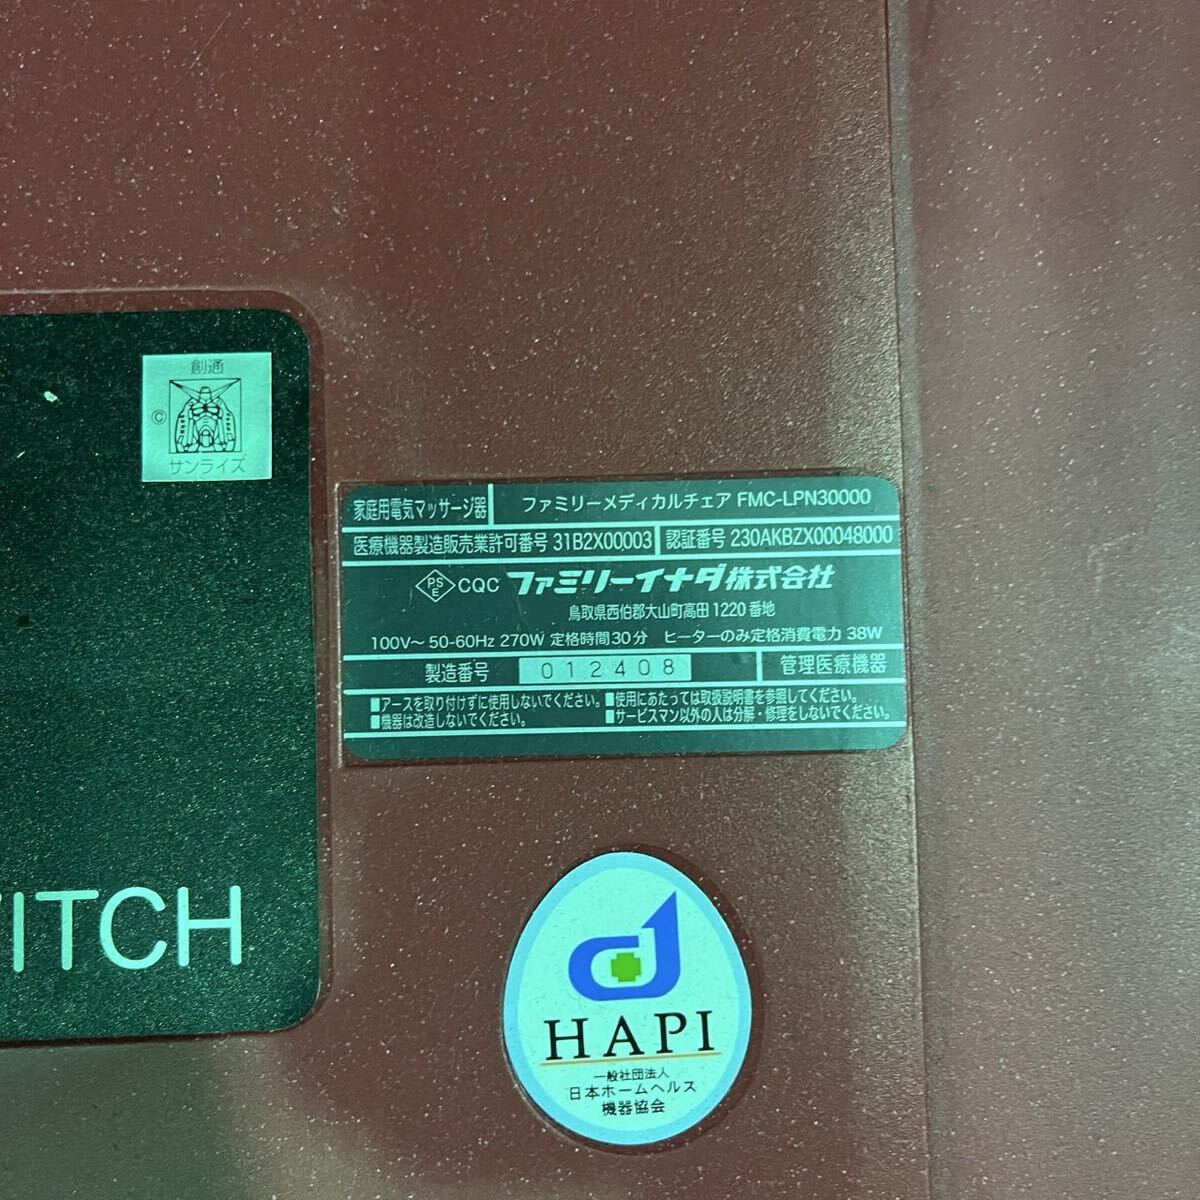 創通
©
サンライズ
家庭用電気マッサージ器 ファミリーメディカルチェア FMC-LPN30000
医療機器製造販売業許可番号 31B2X00003 認証番号 230AKBZX00048000
PSE CQC ファミリーイナダ株式会社
鳥取県西伯郡大山町高田1220番地
100V～ 50-60Hz 270W 定格時間30分 ヒーターのみ定格消費電力 38W
製造番号 012408 管理医療機器
■アースを取り付けずに使用しないでください。■使用にあたっては取扱説明書を参照してください。
■機器は改造しないでください。 ■サービスマン以外の人は分解・修理をしないでください。
ITCH
HAPI
一般社団法人
日本ホームヘルス
機器協会